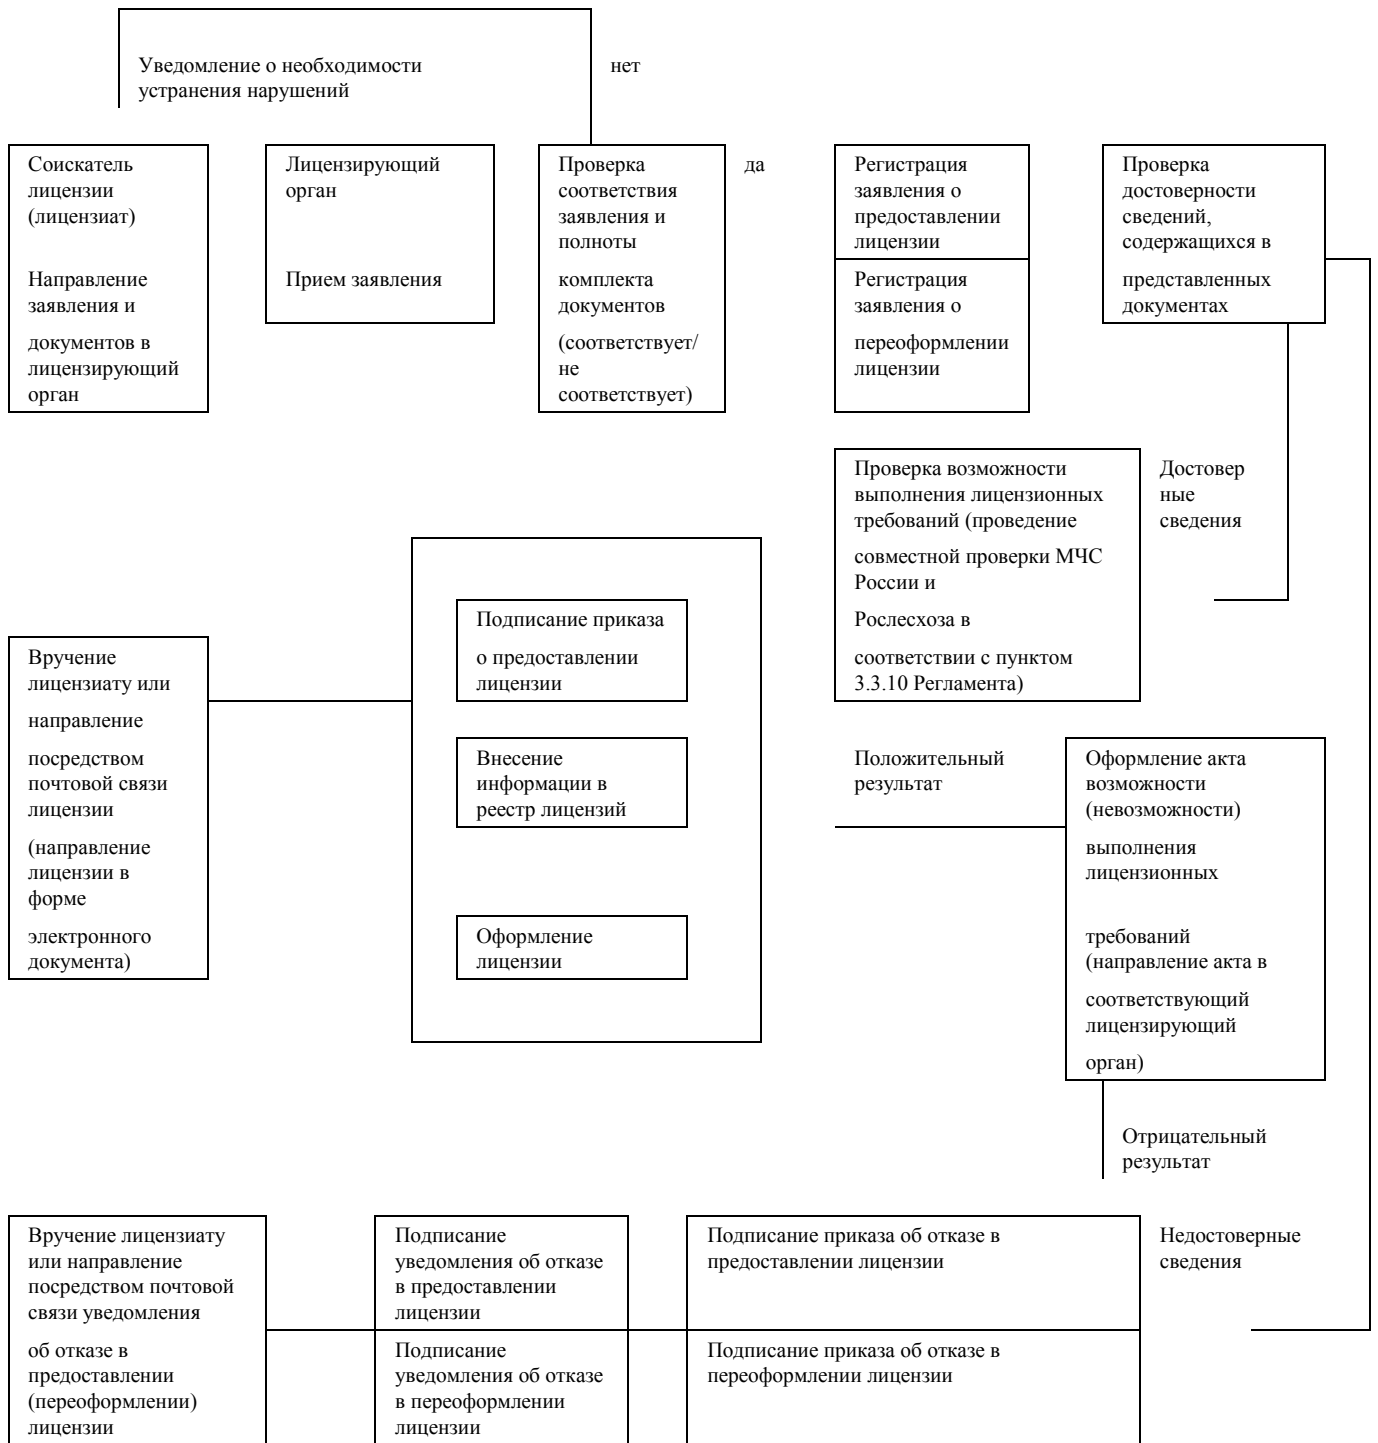 Уведомление о необходимости
устранения нарушений
нет
Соискатель
лицензии
(лицензиат)
Направление
заявления и
документов в
лицензирующий
орган
Лицензирующий
орган
Прием заявления
Проверка
соответствия
заявления и
полноты
комплекта
документов
(соответствует/
не
соответствует)
да
Регистрация
заявления о
предоставлении
лицензии
Регистрация
заявления о
переоформлении
лицензии
Проверка
достоверности
сведений,
содержащихся в
представленных
документах
Проверка возможности
выполнения лицензионных
требований (проведение
совместной проверки МЧС
России и
Рослесхоза в
соответствии с пунктом
3.3.10 Регламента)
Достовер
ные
сведения
Подписание приказа
о предоставлении
лицензии
Вручение
лицензиату или
направление
посредством
почтовой связи
лицензии
(направление
лицензии в
форме
электронного
документа)
Внесение
информации в
реестр лицензий
Оформление
лицензии
Положительный
результат
Оформление акта
возможности
(невозможности)
выполнения
лицензионных
требований
(направление акта в
соответствующий
лицензирующий
орган)
Отрицательный
результат
Вручение лицензиату
или направление
посредством почтовой
связи уведомления
об отказе в
предоставлении
(переоформлении)
лицензии
Подписание
уведомления об отказе
в предоставлении
лицензии
Подписание
уведомления об отказе
в переоформлении
лицензии
Подписание приказа об отказе в
предоставлении лицензии
Подписание приказа об отказе в
переоформлении лицензии
Недостоверные
сведения